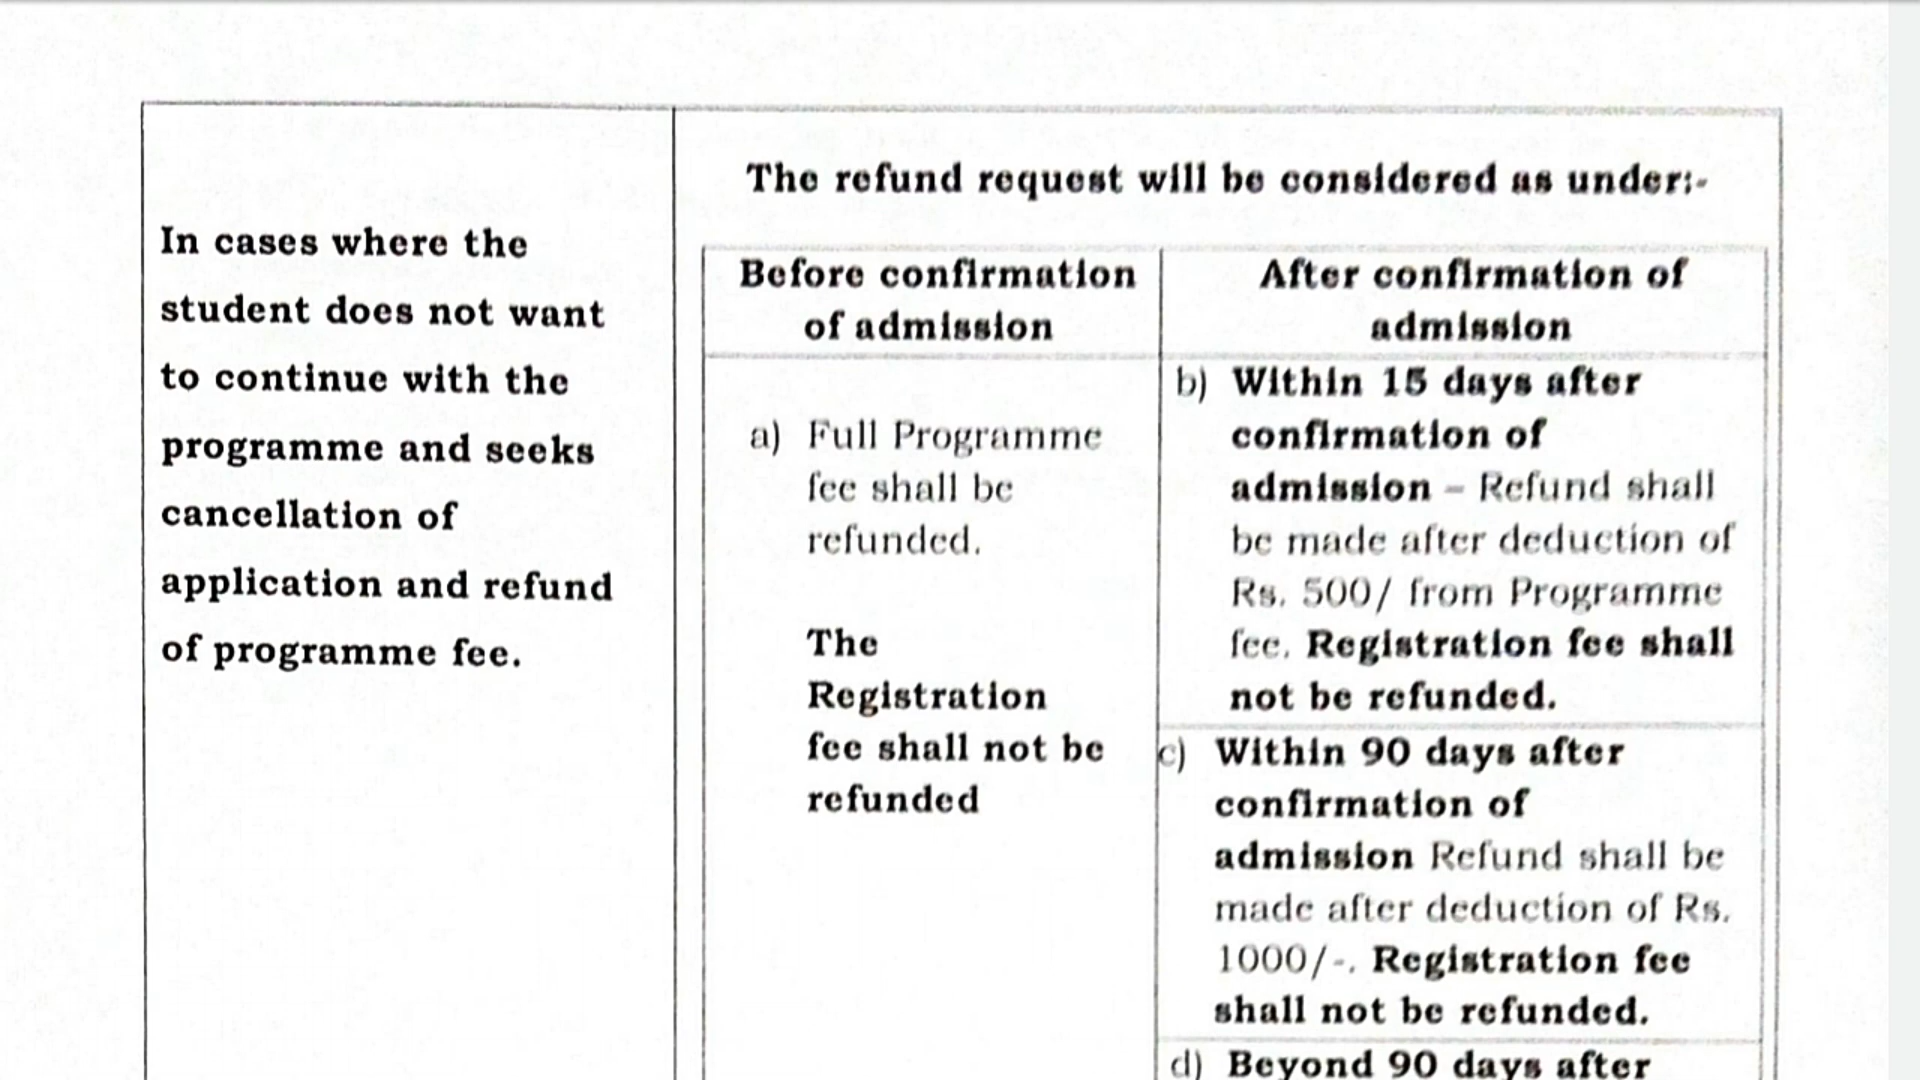 In cases where the
student does not want
to continue with the
programme and seeks
cancellation of
application and refund
of programme fee.
The refund request will be considered as under:-
Before confirmation
of admission
a) Full Programme
fee shall be
refunded.
The
Registration
fee shall not be
refunded
After confirmation of
admission
b) Within 15 days after
confirmation of
admission – Refund shall
be made after deduction of
Rs. 500/ from Programme
fee. Registration fee shall
not be refunded.
c) Within 90 days after
confirmation of
admission Refund shall be
made after deduction of Rs.
1000/-. Registration fee
shall not be refunded.
d) Beyond 90 days after